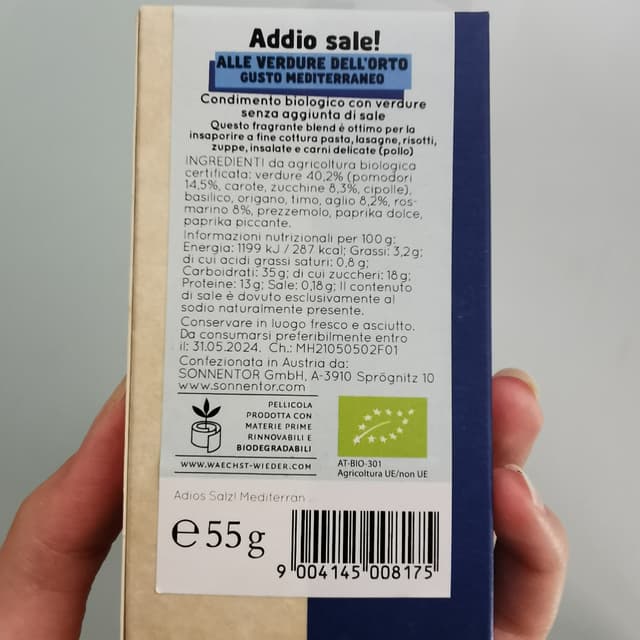 Addio sale!
ALLE VERDURE DELL'ORTO
GUSTO MEDITERRANEO
Condimento biologico con verdure
senza aggiunta di sale
Questo fragrante blend è ottimo per la
insaporire a fine cottura pasta, lasagne, risotti,
zuppe, insalate e carni delicate (pollo)
INGREDIENTI da agricoltura biologica
certificata: verdure 40,2% (pomodori
14,5%, carote, zucchine 8,3%, cipolle),
basilico, origano, timo, aglio 8,2%, ros-
marino 8%, prezzemolo, paprika dolce,
paprika piccante.
Informazioni nutrizionali per 100 g:
Energia: 1199 kJ / 287 kcal; Grassi: 3,2 g;
di cui acidi grassi saturi: 0,8 g;
Carboidrati: 35 g; di cui zuccheri: 18 g;
Proteine: 13 g; Sale: 0,18 g; Il contenuto
di sale è dovuto esclusivamente al
sodio naturalmente presente.
Conservare in luogo fresco e asciutto.
Da consumarsi preferibilmente entro
il: 31.05.2024. Ch.: MH21050502F01
Confezionata in Austria da:
SONNENTOR GmbH, A-3910 Sprögnitz 10
www.sonnentor.com
PELLICOLA
PRODOTTA CON
MATERIE PRIME
RINNOVABILI E
BIODEGRADABILI
WWW.WAECHST-WIEDER.COM
AT-BIO-301
Agricoltura UE/non UE
Adios Salz! Mediterran ...
e 55 g
9 004145 008175